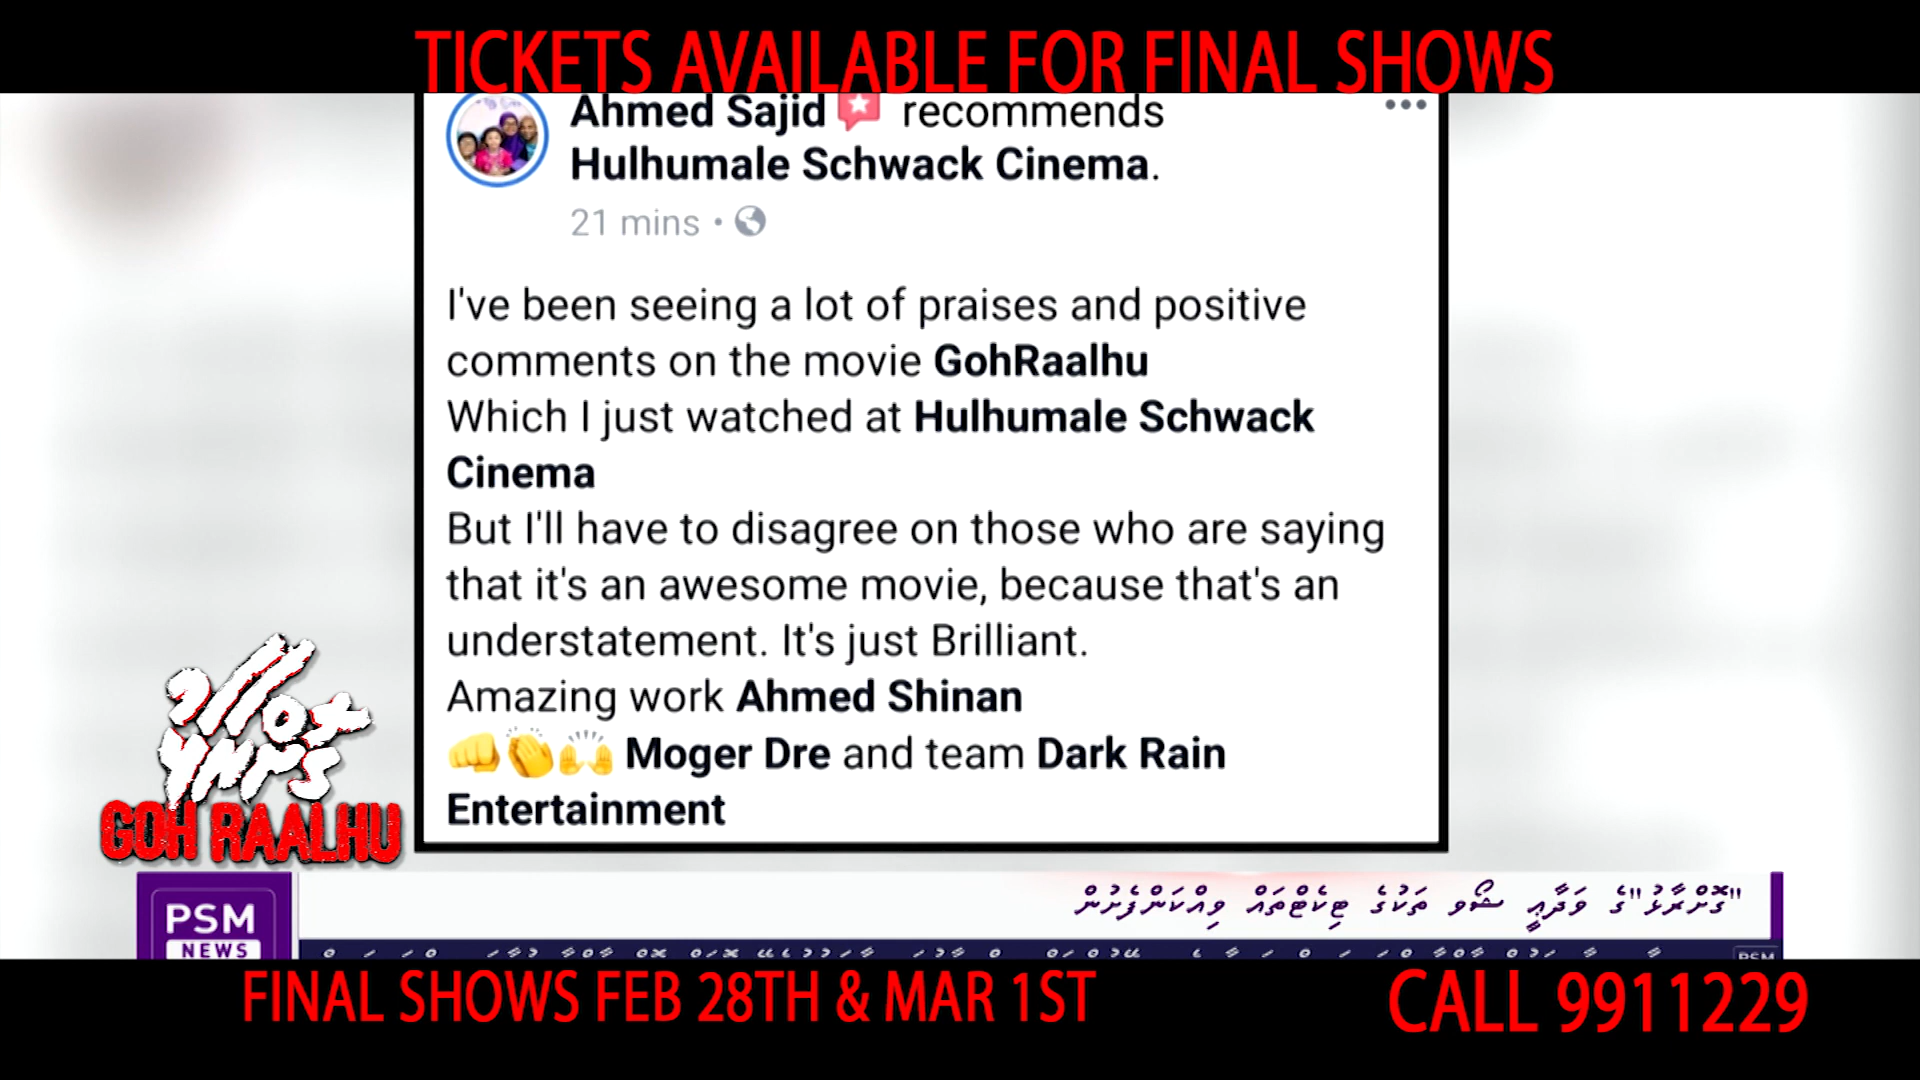 TICKETS AVAILABLE FOR FINAL SHOWS
Ahmed Sajid recommends
Hulhumale Schwack Cinema.
21 mins •
I've been seeing a lot of praises and positive
comments on the movie GohRaalhu
Which I just watched at Hulhumale Schwack
Cinema
But I'll have to disagree on those who are saying
that it's an awesome movie, because that's an
understatement. It's just Brilliant.
Amazing work Ahmed Shinan
👊👏🙌 Moger Dre and team Dark Rain
Entertainment
GOH RAALHU
PSM
NEWS
"ގޮށްރާޅު"ގެ ވަދާޢީ ޝޯވ ތަކުގެ ޓިކެޓްތައް ވިއްކަންފެށުން
PSM
FINAL SHOWS FEB 28TH & MAR 1ST
CALL 9911229